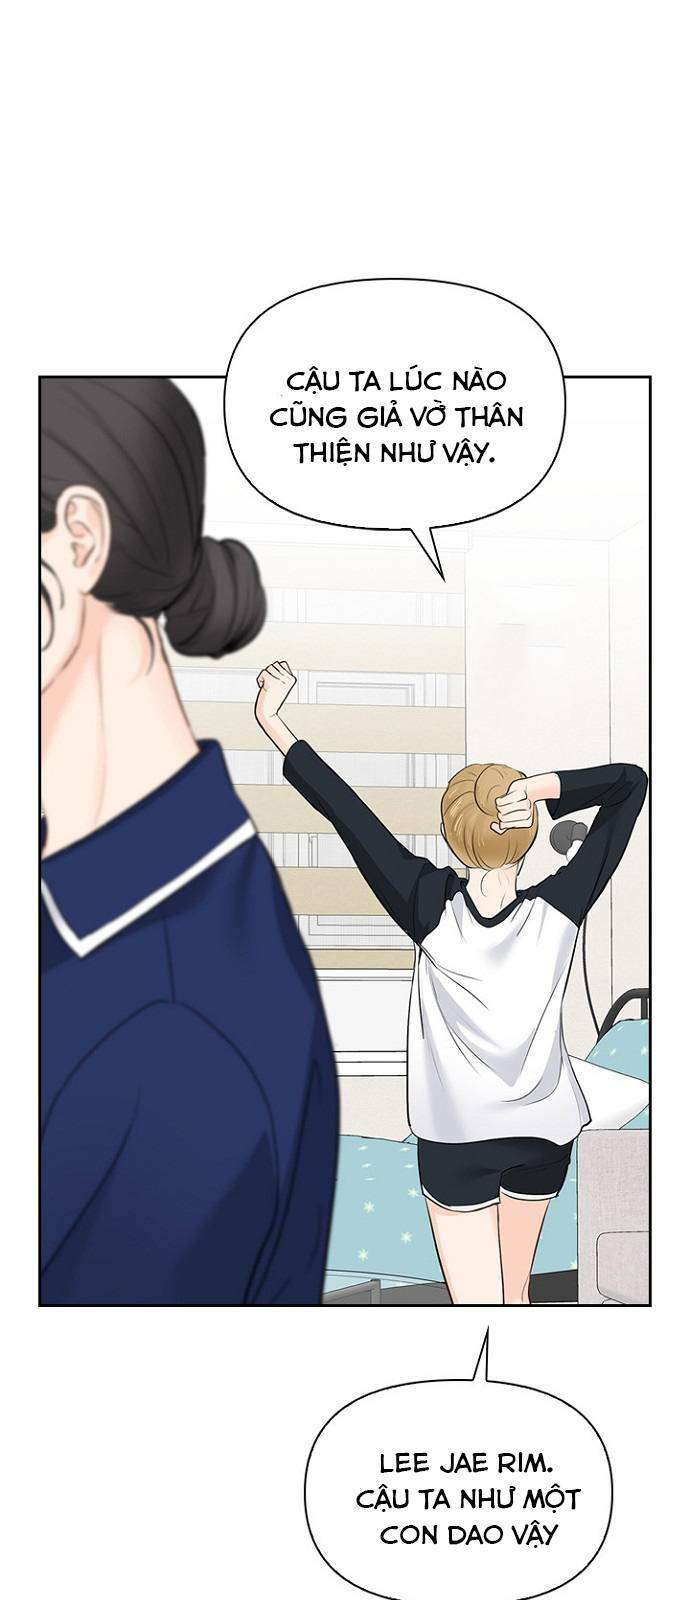 CẬU TA LÚC NÀO
CŨNG GIẢ VỜ THÂN
THIỆN NHƯ VẬY.
LEE JAE RIM.
CẬU TA NHƯ MỘT
CON DAO VẬY